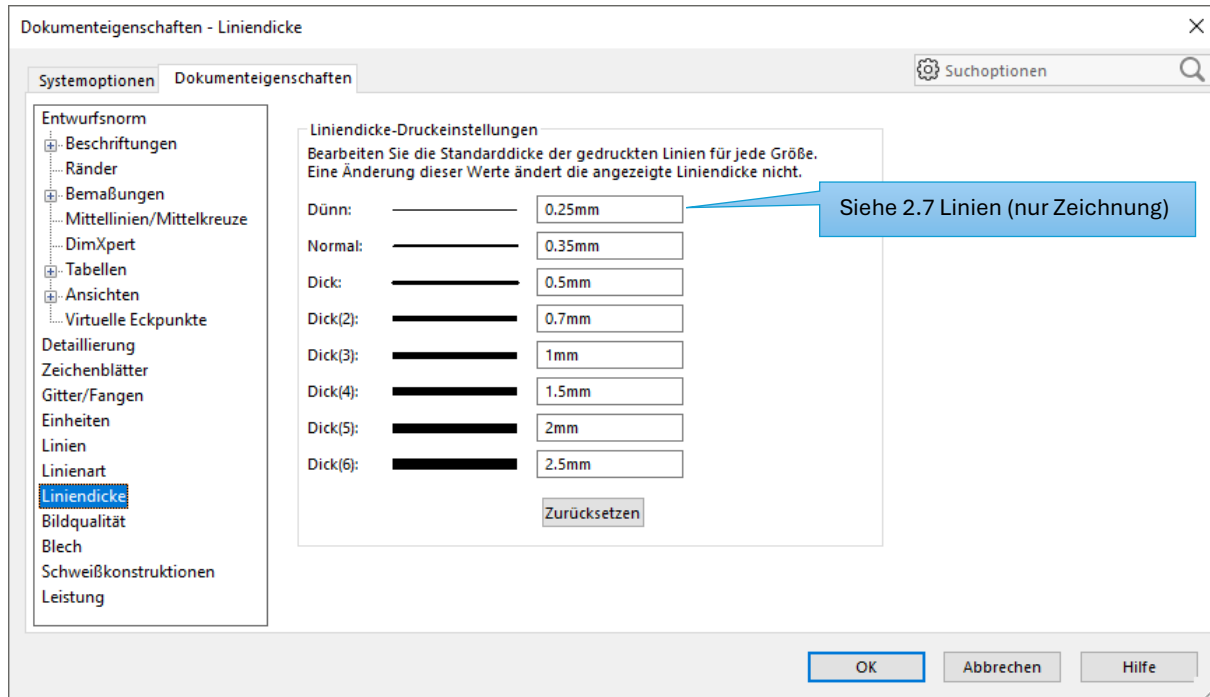 Dokumenteigenschaften - Liniendicke
Systemoptionen
Dokumenteigenschaften
Suchoptionen
Entwurfsnorm
Beschriftungen
Ränder
Bemaßungen
Mittellinien/Mittelkreuze
DimXpert
Tabellen
Ansichten
Virtuelle Eckpunkte
Detaillierung
Zeichenblätter
Gitter/Fangen
Einheiten
Linien
Linienart
Liniendicke
Bildqualität
Blech
Schweißkonstruktionen
Leistung
Liniendicke-Druckeinstellungen
Bearbeiten Sie die Standarddicke der gedruckten Linien für jede Größe.
Eine Änderung dieser Werte ändert die angezeigte Liniendicke nicht.
Dünn: 0.25mm
Normal: 0.35mm
Dick: 0.5mm
Dick(2): 0.7mm
Dick(3): 1mm
Dick(4): 1.5mm
Dick(5): 2mm
Dick(6): 2.5mm
Zurücksetzen
Siehe 2.7 Linien (nur Zeichnung)
OK
Abbrechen
Hilfe